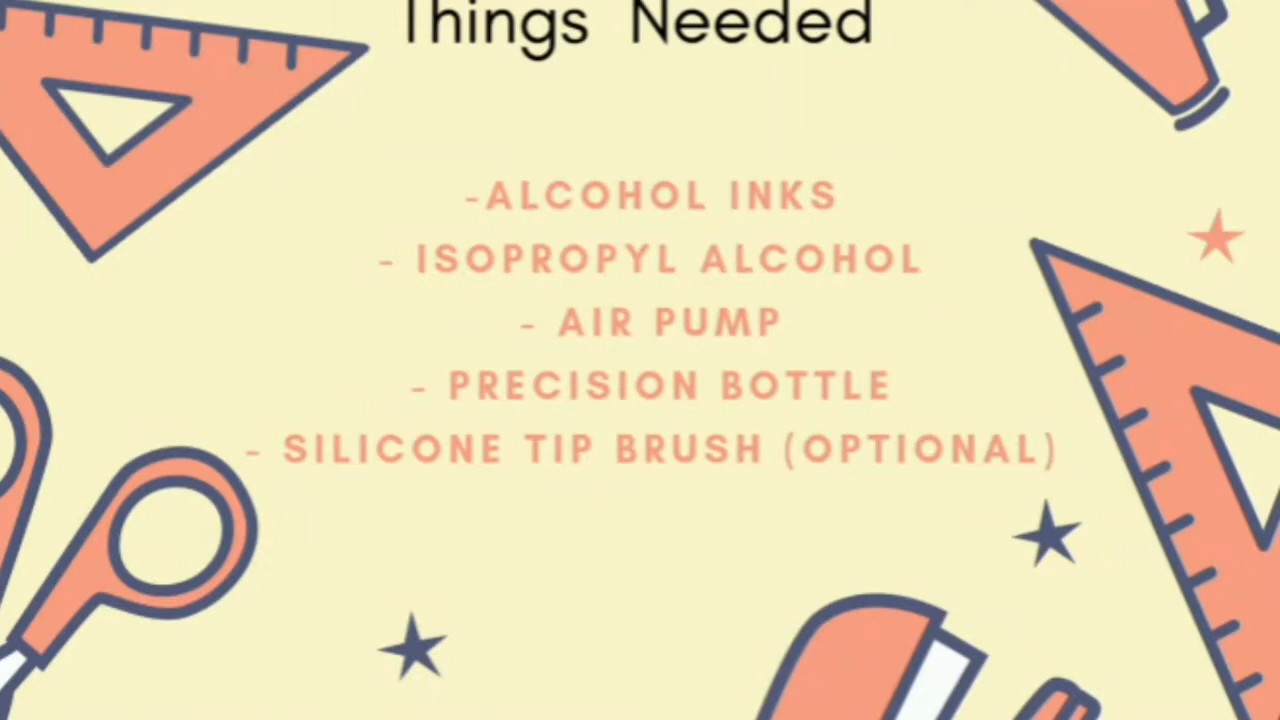 Things Needed
-ALCOHOL INKS
- ISOPROPYL ALCOHOL
- AIR PUMP
- PRECISION BOTTLE
- SILICONE TIP BRUSH (OPTIONAL)